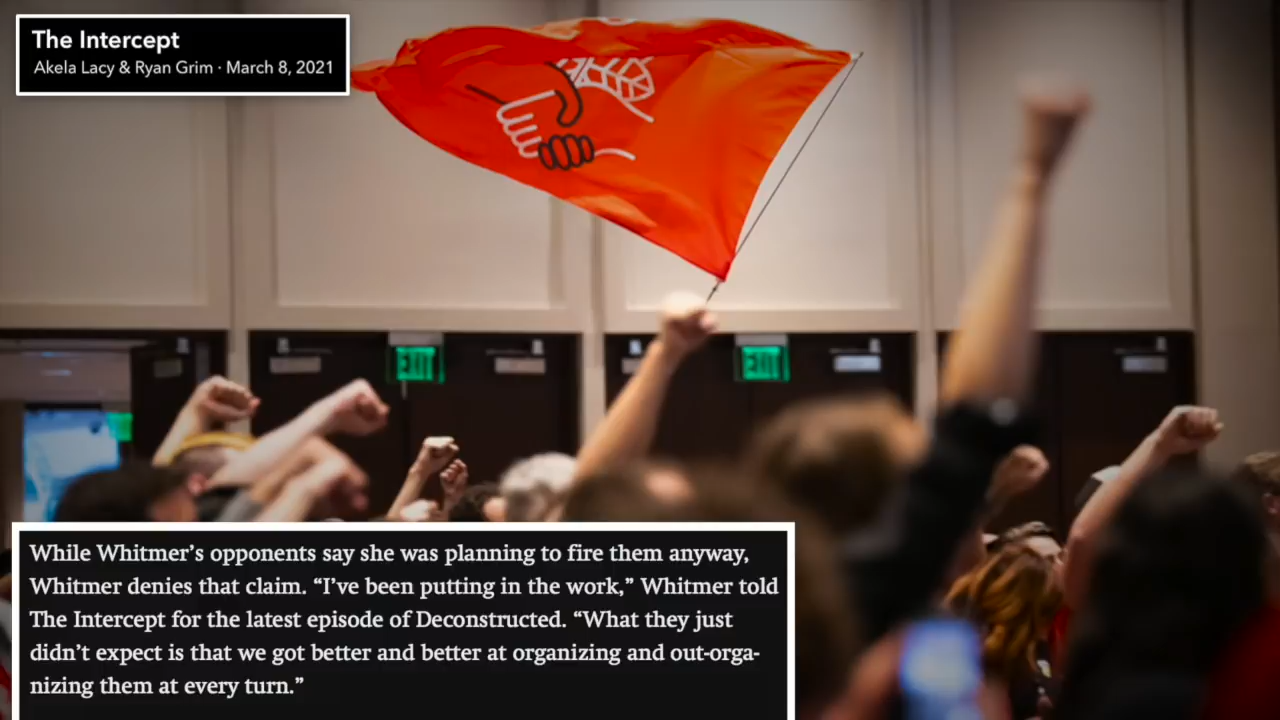 The Intercept
Akela Lacy & Ryan Grim · March 8, 2021
EXIT
EXIT
While Whitmer’s opponents say she was planning to fire them anyway,
Whitmer denies that claim. “I’ve been putting in the work,” Whitmer told
The Intercept for the latest episode of Deconstructed. “What they just
didn’t expect is that we got better and better at organizing and out-orga-
nizing them at every turn.”